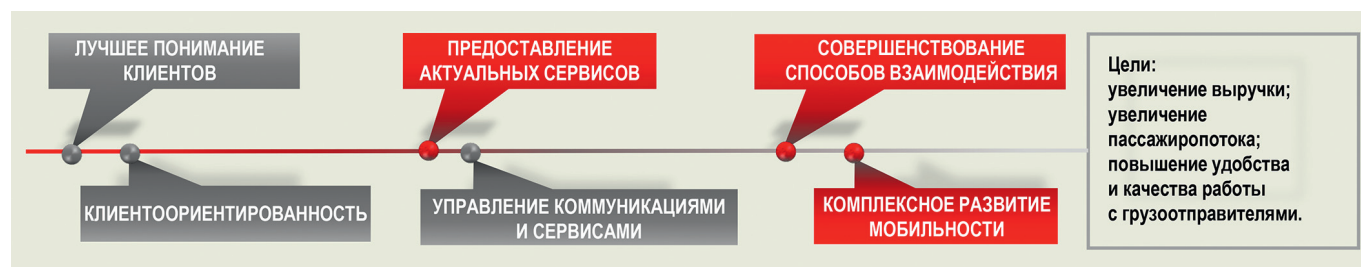 ЛУЧШЕЕ ПОНИМАНИЕ
КЛИЕНТОВ
КЛИЕНТООРИЕНТИРОВАННОСТЬ
ПРЕДОСТАВЛЕНИЕ
АКТУАЛЬНЫХ СЕРВИСОВ
УПРАВЛЕНИЕ КОММУНИКАЦИЯМИ
И СЕРВИСАМИ
СОВЕРШЕНСТВОВАНИЕ
СПОСОБОВ ВЗАИМОДЕЙСТВИЯ
КОМПЛЕКСНОЕ РАЗВИТИЕ
МОБИЛЬНОСТИ
Цели:
увеличение выручки;
увеличение
пассажиропотока;
повышение удобства
и качества работы
с грузоотправителями.